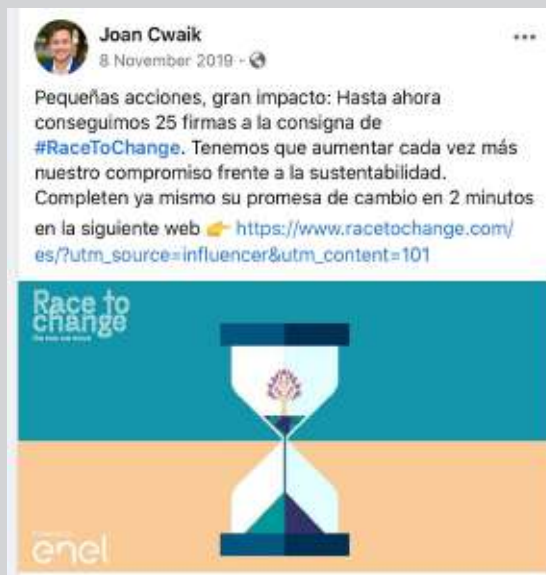 Joan Cwaik
8 November 2019 ·
Pequeñas acciones, gran impacto: Hasta ahora
conseguimos 25 firmas a la consigna de
#RaceToChange. Tenemos que aumentar cada vez más
nuestro compromiso frente a la sustentabilidad.
Completen ya mismo su promesa de cambio en 2 minutos
en la siguiente web 👉 https://www.racetochange.com/
es/?utm_source=influencer&utm_content=101
Race to
change
enel